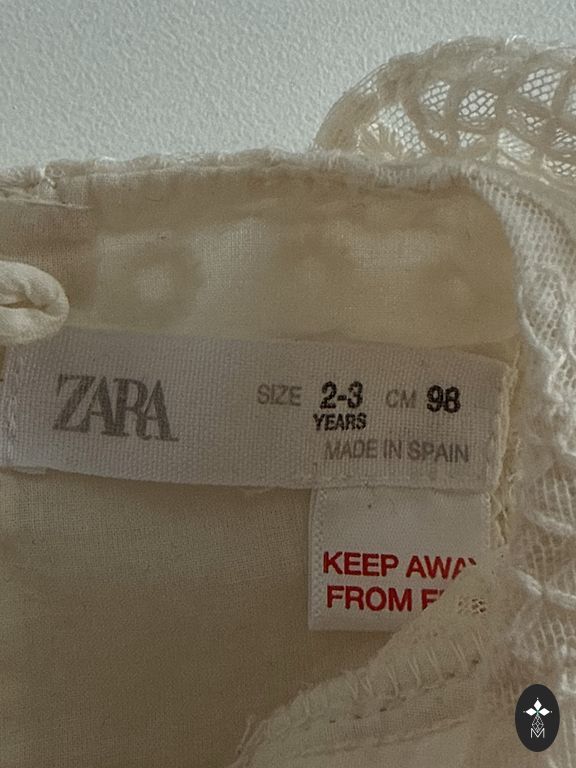 ZARA
SIZE 2-3 CM 98
YEARS
MADE IN SPAIN
KEEP AWAY
FROM
M